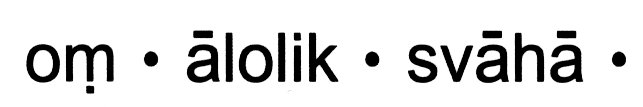 oṃ • ālolik • svāhā •